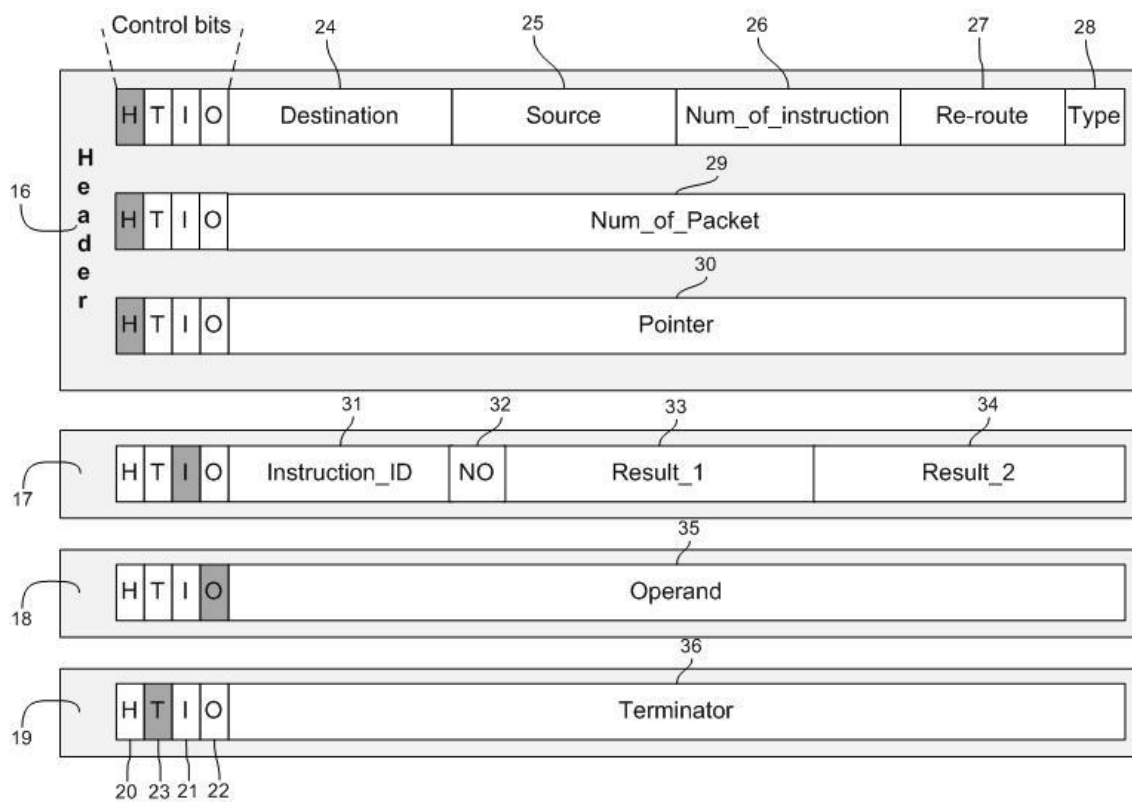 Control bits 24 25 26 27 28
H T I O Destination Source Num_of_instruction Re-route Type
Header
16
29
H T I O Num_of_Packet
30
H T I O Pointer
31 32 33 34
H T I O Instruction_ID NO Result_1 Result_2
17
35
H T I O Operand
18
36
H T I O Terminator
19
20 23 21 22